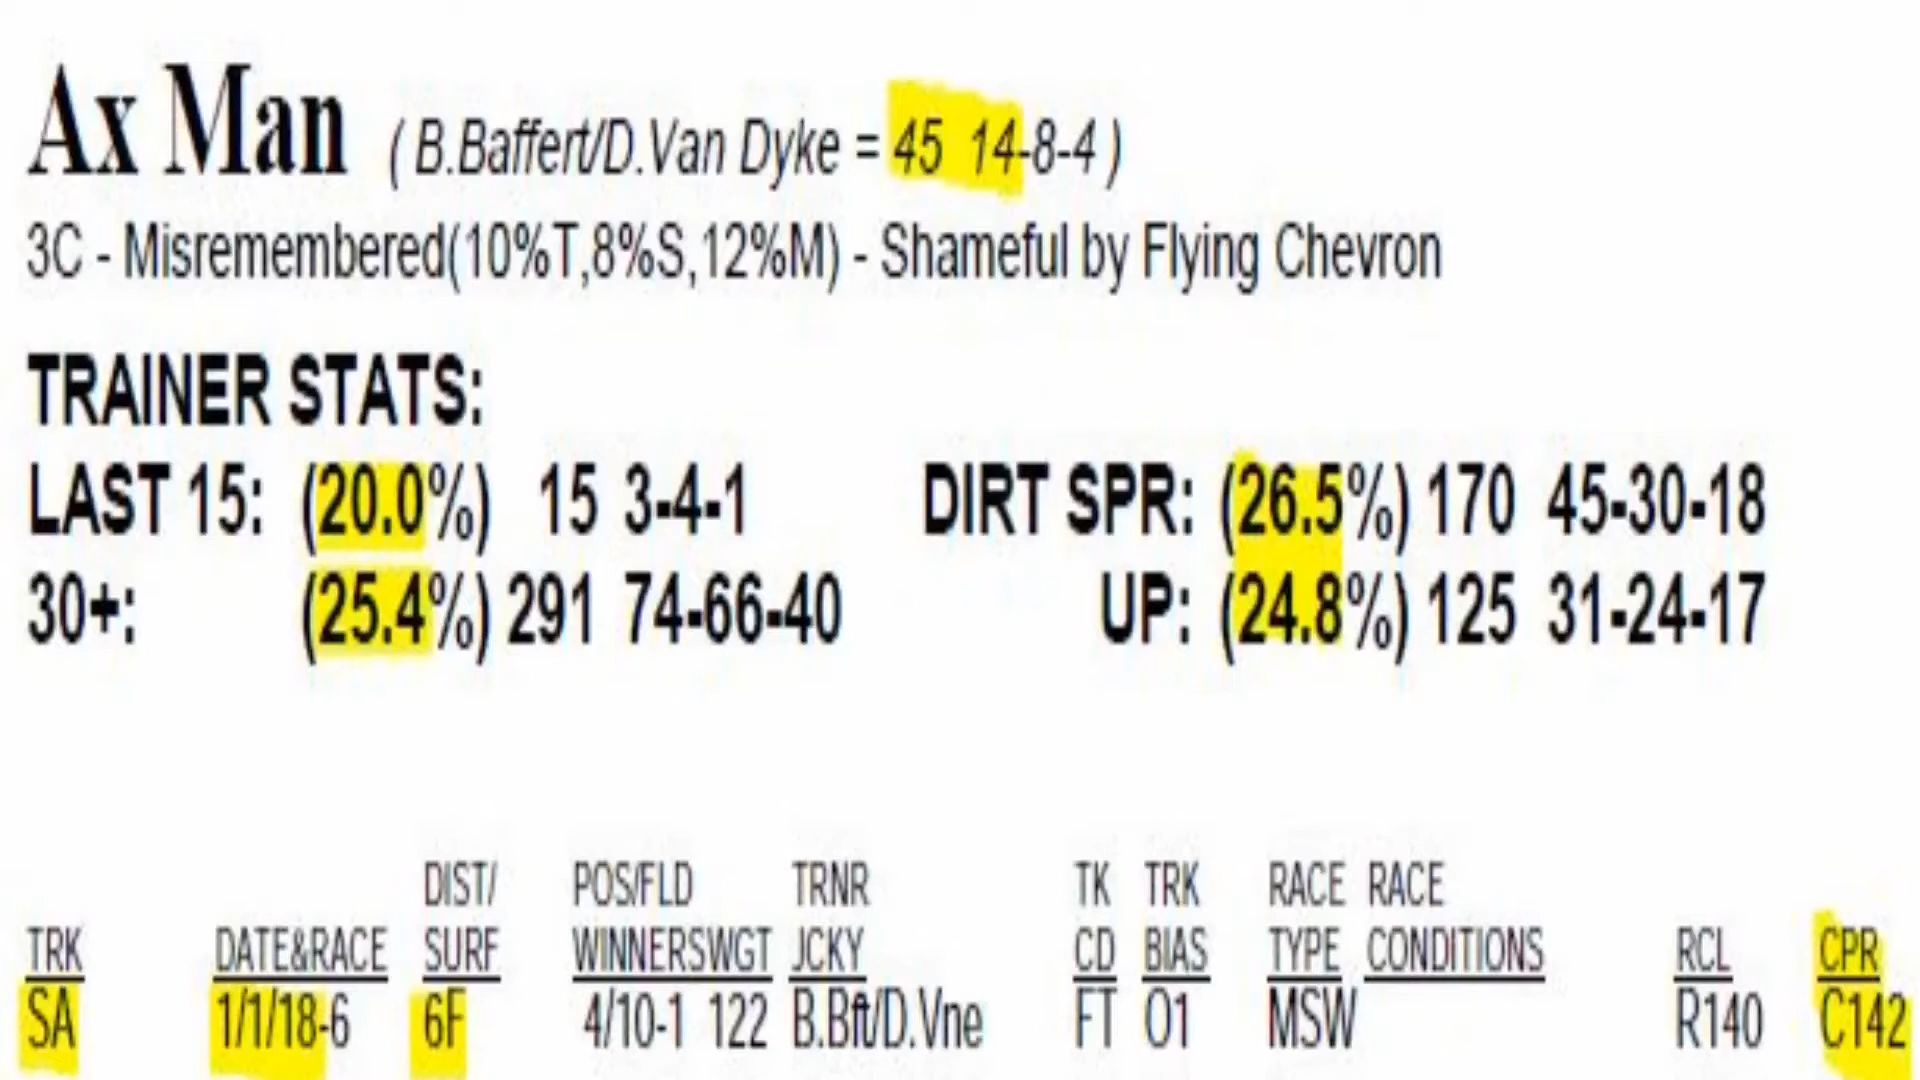 Ax Man ( B.Baffert/D.Van Dyke = 45 14-8-4 )
3C - Misremembered(10%T,8%S,12%M) - Shameful by Flying Chevron
TRAINER STATS:
LAST 15: (20.0%) 15 3-4-1 DIRT SPR: (26.5%) 170 45-30-18
30+: (25.4%) 291 74-66-40 UP: (24.8%) 125 31-24-17
DIST/ POS/FLD TRNR TK TRK RACE RACE
TRK DATE&RACE SURF WINNERSWGT JCKY CD BIAS TYPE CONDITIONS RCL CPR
SA 1/1/18-6 6F 4/10-1 122 B.Bft/D.Vne FT O1 MSW R140 C142